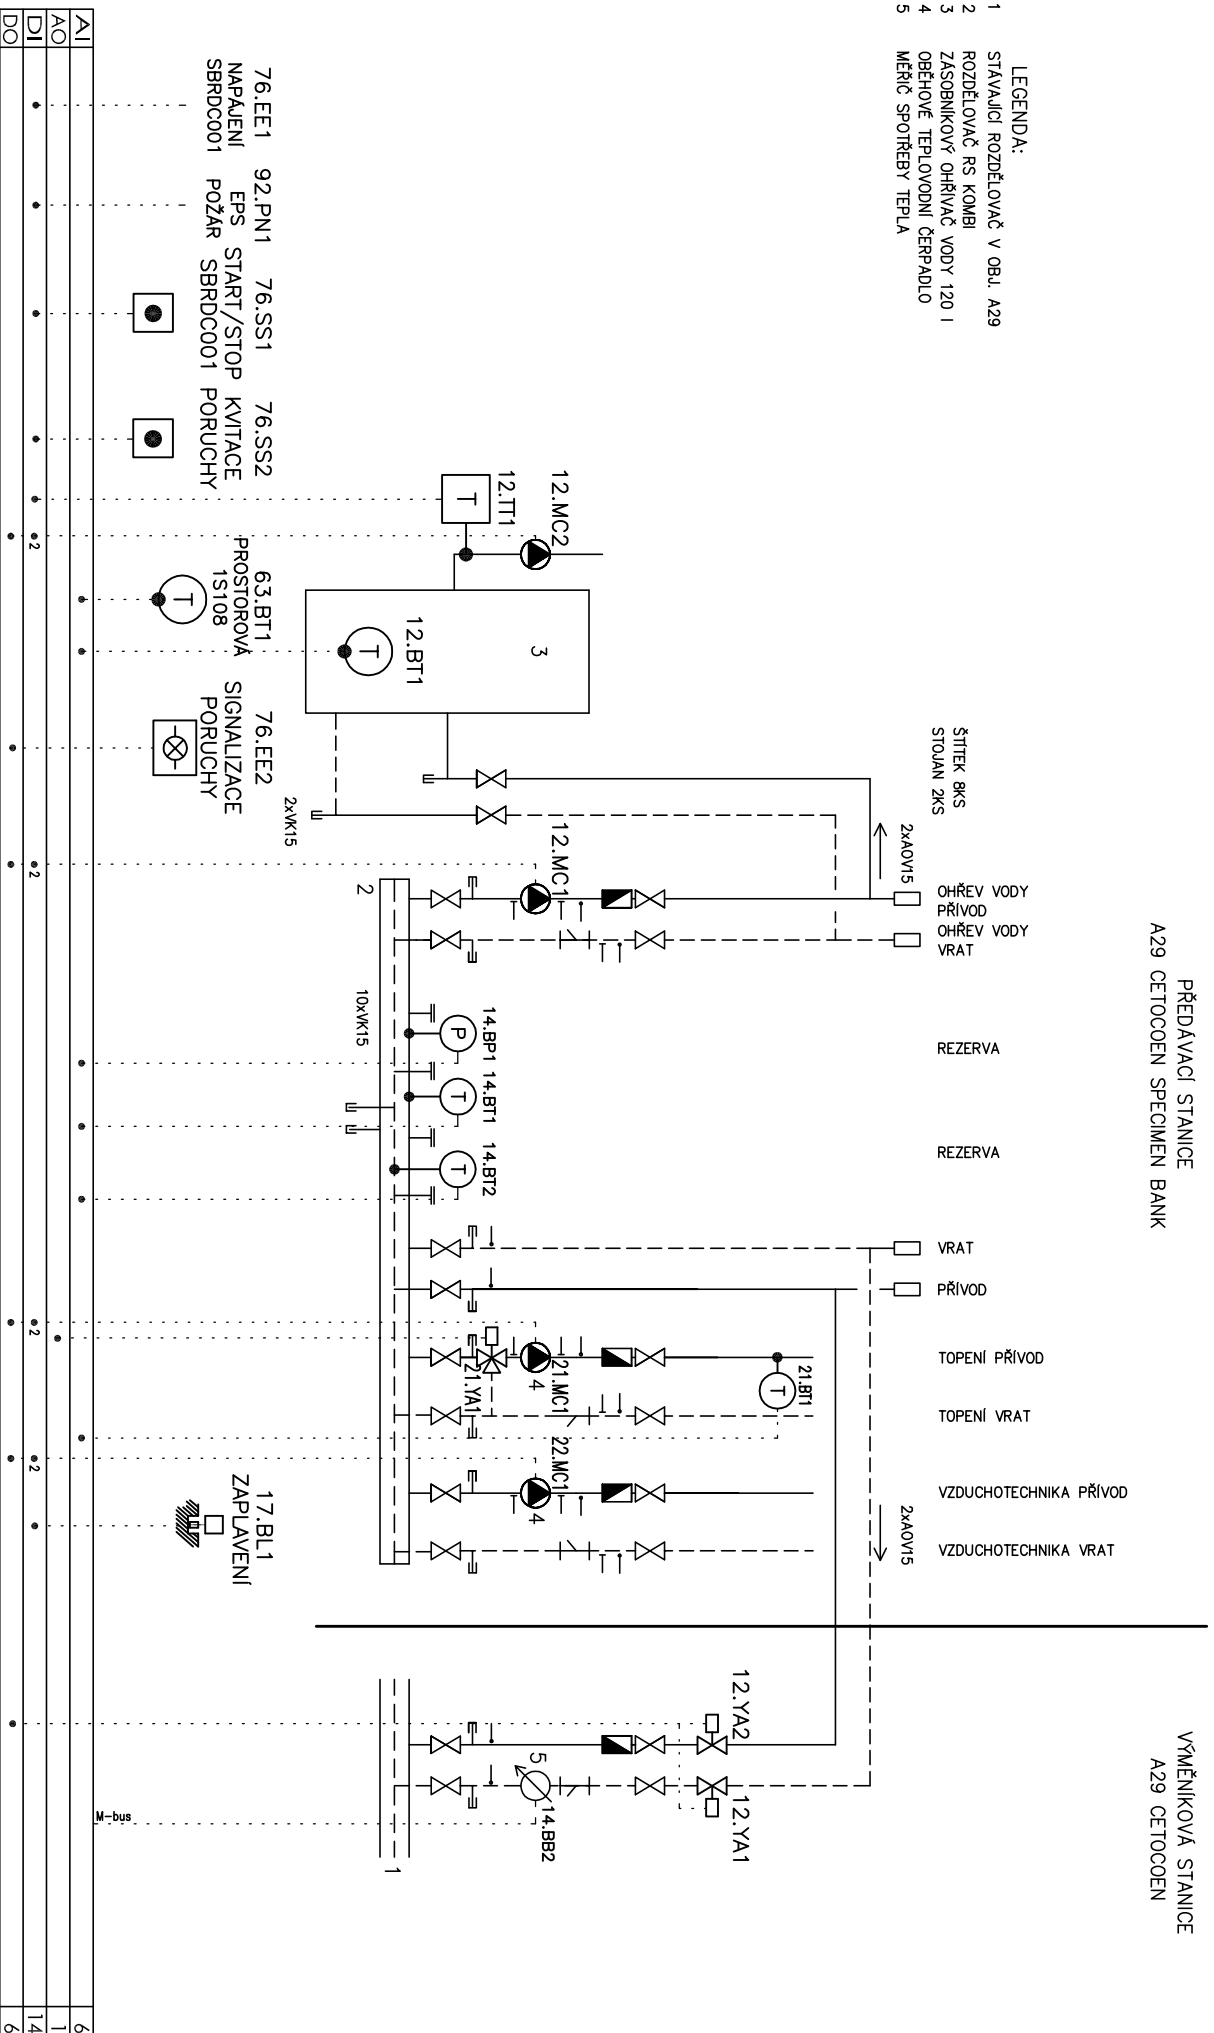 PŘEDÁVACÍ STANICE
A29 CETOCOEN SPECIMEN BANK
VÝMĚNÍKOVÁ STANICE
A29 CETOCOEN
LEGENDA:
1 STÁVAJÍCÍ ROZDĚLOVAČ V OBJ. A29
2 ROZDĚLOVAČ RS KOMBI
3 ZÁSOBNÍKOVÝ OHŘÍVAČ VODY 120 l
4 OBĚHOVÉ TEPLOVODNÍ ČERPADLO
5 MĚŘIČ SPOTŘEBY TEPLA
ŠTÍTEK 8KS
STOJAN 2KS
OHŘEV VODY
PŘÍVOD
OHŘEV VODY
VRAT
REZERVA
REZERVA
VRAT
PŘÍVOD
TOPENÍ PŘÍVOD
TOPENÍ VRAT
VZDUCHOTECHNIKA PŘÍVOD
VZDUCHOTECHNIKA VRAT
2xAOV15
2xAOV15
21.BT1
T
12.YA2
12.YA1
12.MC2
12.TT1
T
3
12.BT1
T
12.MC1
21.MC1
4
21.YA1
22.MC1
4
5
14.BB2
14.BP1
P
14.BT1
T
14.BT2
T
2
10xVK15
2xVK15
1
76.EE1
NAPÁJENÍ
SBRDC001
92.PN1
EPS
POŽÁR
76.SS1
START/STOP
SBRDC001
76.SS2
KVITACE
PORUCHY
63.BT1
PROSTOROVÁ
1S108
T
76.EE2
SIGNALIZACE
PORUCHY
17.BL1
ZAPLAVENÍ
M-bus
AI 6
AO 1
DI 2 2 2 2 14
DO 6